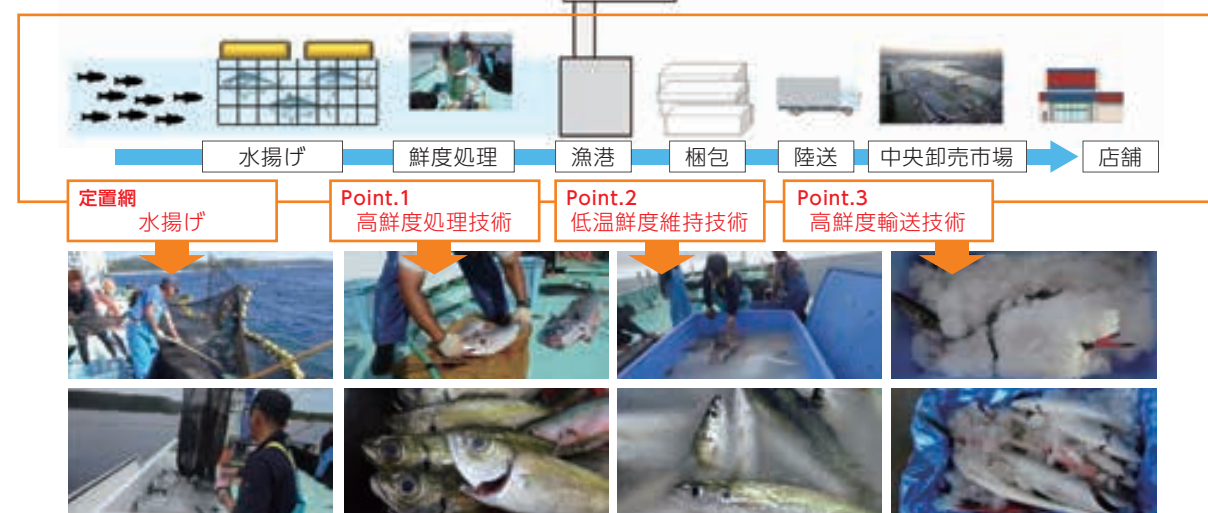 水揚げ
鮮度処理
漁港
梱包
陸送
中央卸売市場
店舗
定置網
水揚げ
Point.1
高鮮度処理技術
Point.2
低温鮮度維持技術
Point.3
高鮮度輸送技術